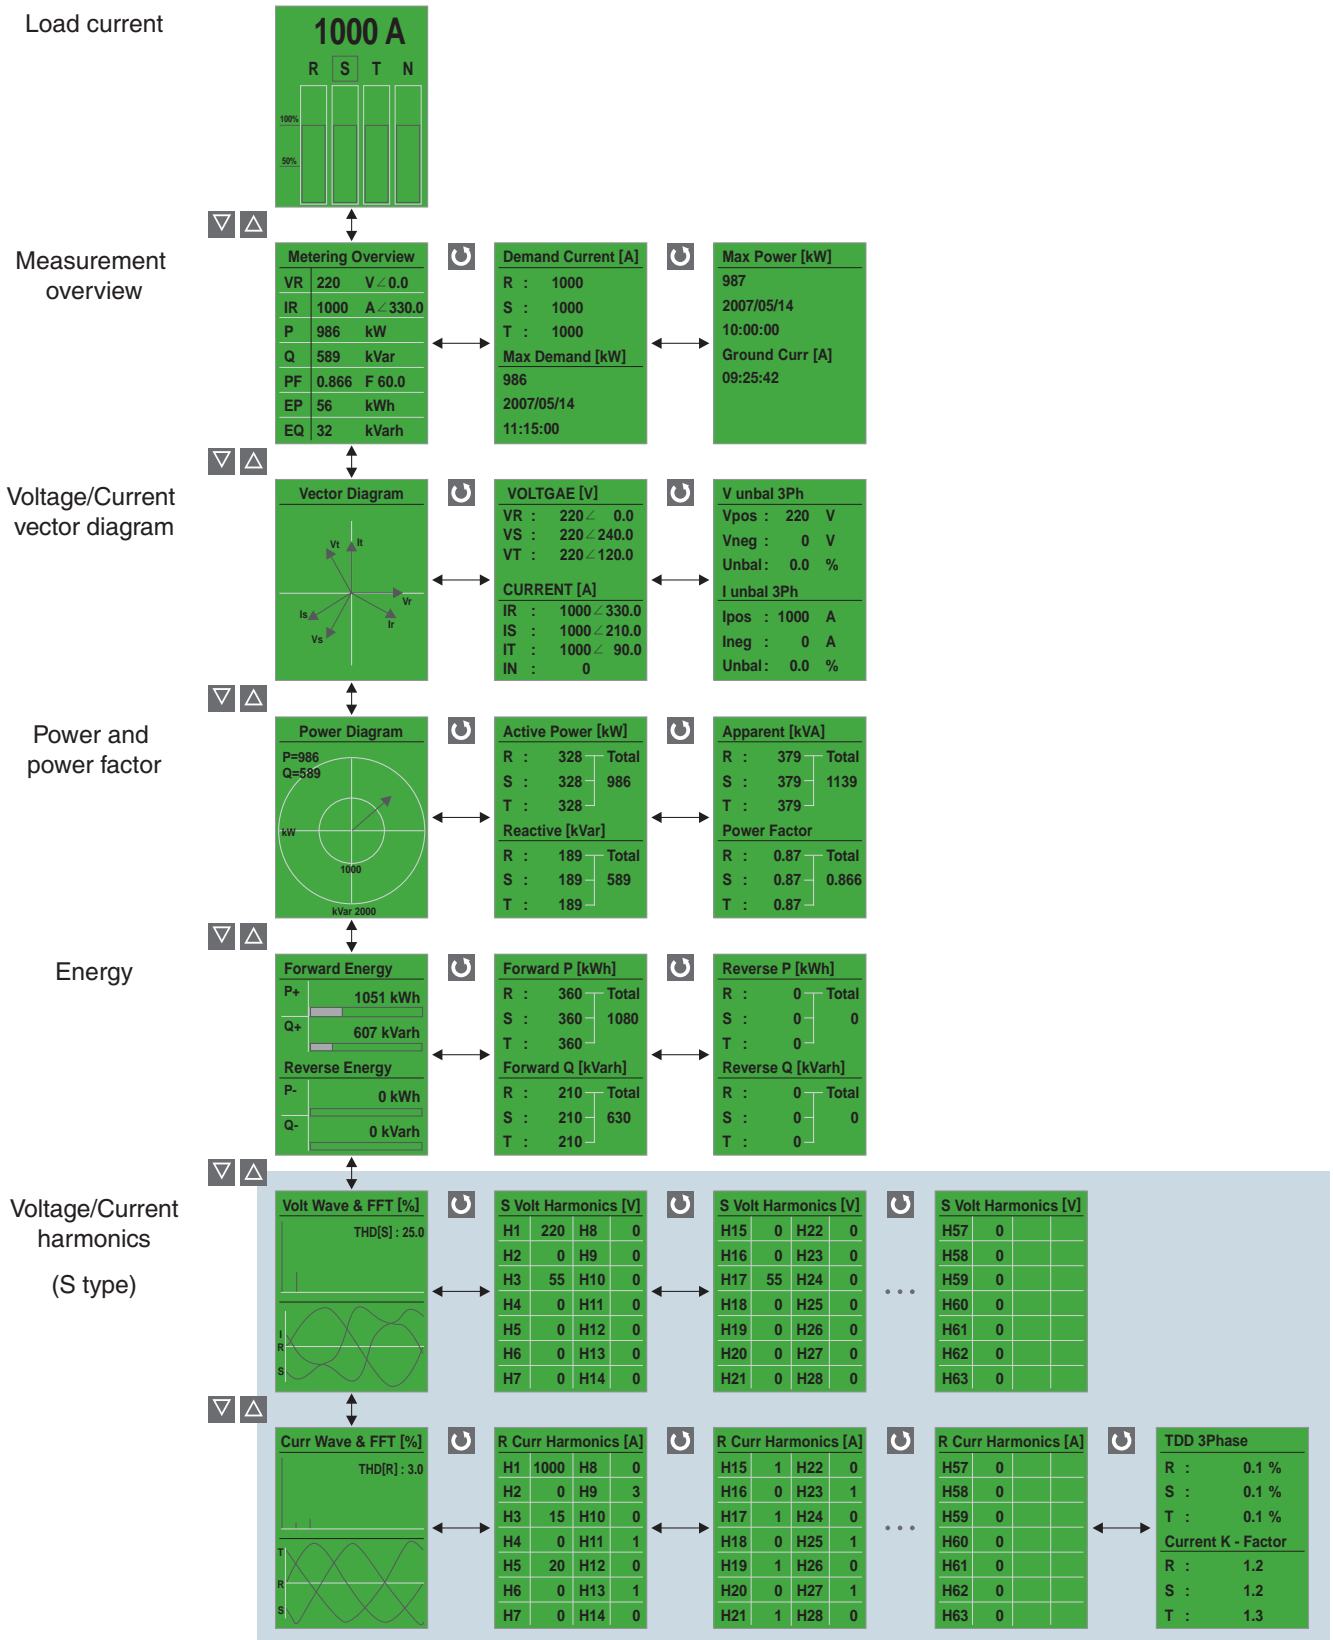 Load current
1000 A
R S T N
100%
50%
Measurement
overview
Metering Overview
VR 220 V∠0.0
IR 1000 A∠330.0
P 986 kW
Q 589 kVar
PF 0.866 F 60.0
EP 56 kWh
EQ 32 kVarh
Demand Current [A]
R : 1000
S : 1000
T : 1000
Max Demand [kW]
986
2007/05/14
11:15:00
Max Power [kW]
987
2007/05/14
10:00:00
Ground Curr [A]
09:25:42
Voltage/Current
vector diagram
Vector Diagram
Vt It
Vr
Is
Ir
Vs
VOLTGAE [V]
VR : 220∠ 0.0
VS : 220∠240.0
VT : 220∠120.0
CURRENT [A]
IR : 1000∠330.0
IS : 1000∠210.0
IT : 1000∠ 90.0
IN : 0
V unbal 3Ph
Vpos : 220 V
Vneg : 0 V
Unbal : 0.0 %
I unbal 3Ph
Ipos : 1000 A
Ineg : 0 A
Unbal : 0.0 %
Power and
power factor
Power Diagram
P=986
Q=589
kW
1000
kVar 2000
Active Power [kW]
R : 328 Total
S : 328 986
T : 328
Reactive [kVar]
R : 189 Total
S : 189 589
T : 189
Apparent [kVA]
R : 379 Total
S : 379 1139
T : 379
Power Factor
R : 0.87 Total
S : 0.87 0.866
T : 0.87
Energy
Forward Energy
P+ 1051 kWh
Q+ 607 kVarh
Reverse Energy
P- 0 kWh
Q- 0 kVarh
Forward P [kWh]
R : 360 Total
S : 360 1080
T : 360
Forward Q [kVarh]
R : 210 Total
S : 210 630
T : 210
Reverse P [kWh]
R : 0 Total
S : 0 0
T : 0
Reverse Q [kVarh]
R : 0 Total
S : 0 0
T : 0
Voltage/Current
harmonics
(S type)
Volt Wave & FFT [%]
THD[S] : 25.0
I
R
S
S Volt Harmonics [V]
H1 220 H8 0
H2 0 H9 0
H3 55 H10 0
H4 0 H11 0
H5 0 H12 0
H6 0 H13 0
H7 0 H14 0
S Volt Harmonics [V]
H15 0 H22 0
H16 0 H23 0
H17 55 H24 0
H18 0 H25 0
H19 0 H26 0
H20 0 H27 0
H21 0 H28 0
...
S Volt Harmonics [V]
H57 0
H58 0
H59 0
H60 0
H61 0
H62 0
H63 0
Curr Wave & FFT [%]
THD[R] : 3.0
T
R
S
R Curr Harmonics [A]
H1 1000 H8 0
H2 0 H9 3
H3 15 H10 0
H4 0 H11 1
H5 20 H12 0
H6 0 H13 1
H7 0 H14 0
R Curr Harmonics [A]
H15 1 H22 0
H16 0 H23 1
H17 1 H24 0
H18 0 H25 1
H19 1 H26 0
H20 0 H27 1
H21 1 H28 0
...
R Curr Harmonics [A]
H57 0
H58 0
H59 0
H60 0
H61 0
H62 0
H63 0
TDD 3Phase
R : 0.1 %
S : 0.1 %
T : 0.1 %
Current K - Factor
R : 1.2
S : 1.2
T : 1.3